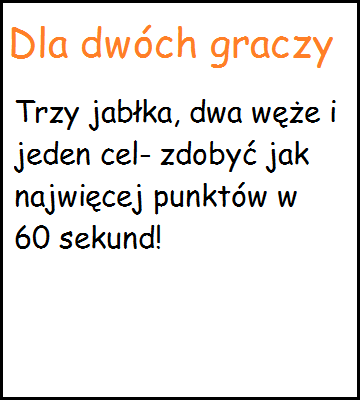 Dla dwóch graczy
Trzy jabłka, dwa węże i
jeden cel- zdobyć jak
najwięcej punktów w
60 sekund!